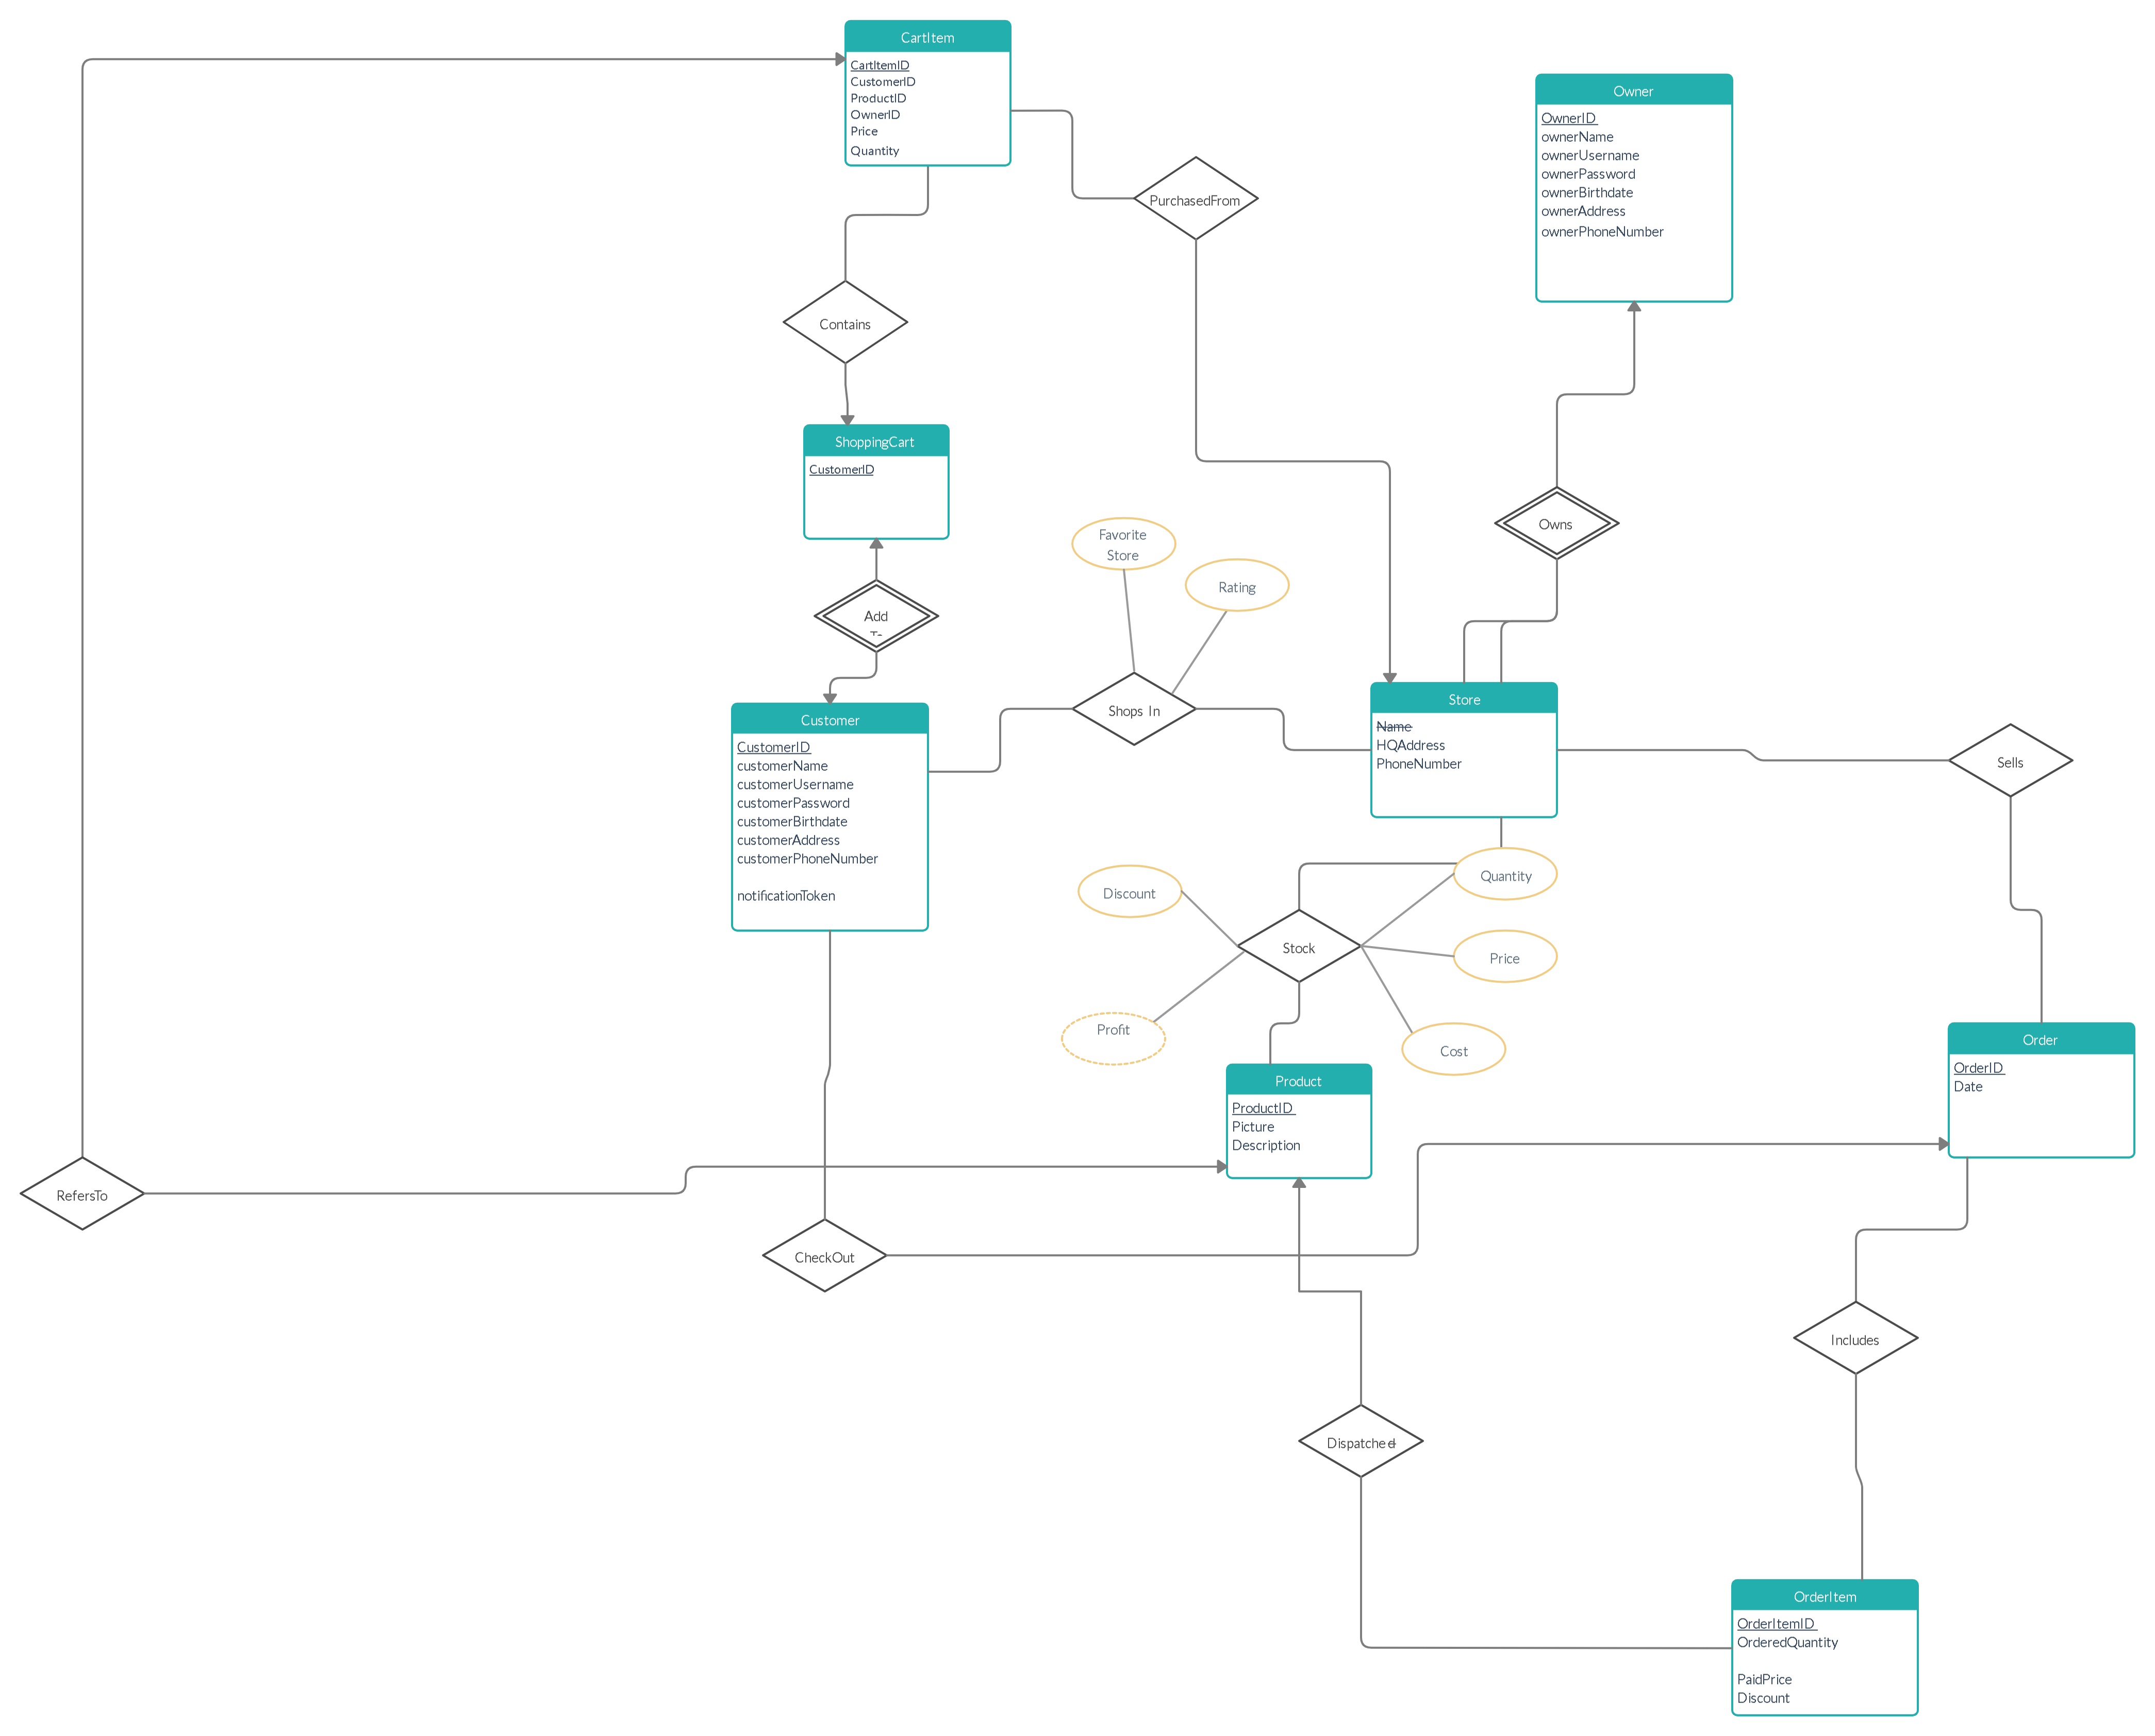 CartItem
CartItemID
CustomerID
ProductID
OwnerID
Price
Quantity
Owner
OwnerID
ownerName
ownerUsername
ownerPassword
ownerBirthdate
ownerAddress
ownerPhoneNumber
PurchasedFrom
Contains
ShoppingCart
CustomerID
Owns
Favorite
Store
Rating
Add
Shops In
Customer
CustomerID
customerName
customerUsername
customerPassword
customerBirthdate
customerAddress
customerPhoneNumber
notificationToken
Store
Name
HQAddress
PhoneNumber
Sells
Discount
Quantity
Stock
Price
Profit
Cost
Product
ProductID
Picture
Description
Order
OrderID
Date
RefersTo
CheckOut
Includes
Dispatched
OrderItem
OrderItemID
OrderedQuantity
PaidPrice
Discount